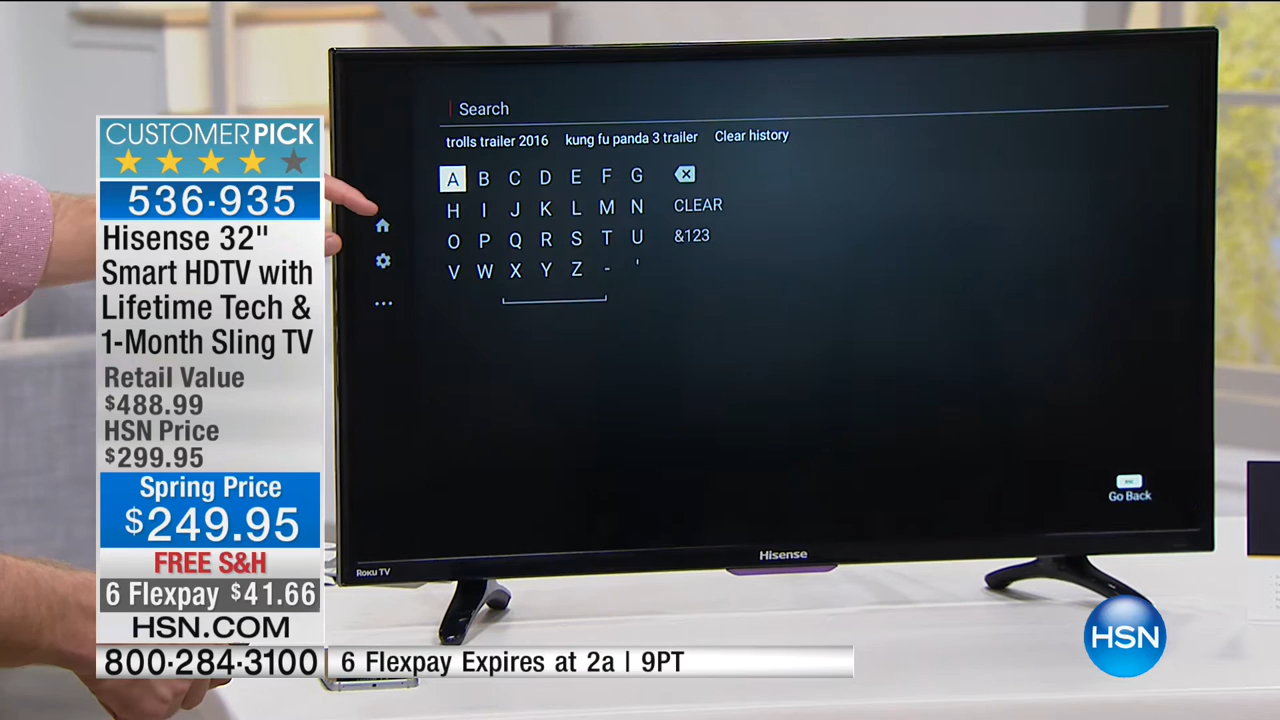 CUSTOMER PICK
536-935
Hisense 32"
Smart HDTV with
Lifetime Tech &
1-Month Sling TV
Retail Value
$488.99
HSN Price
$299.95
Spring Price
$249.95
FREE S&H
6 Flexpay $41.66
HSN.COM
800-284-3100
6 Flexpay Expires at 2a | 9PT
Search
trolls trailer 2016 kung fu panda 3 trailer Clear history
A B C D E F G
H I J K L M N CLEAR
O P Q R S T U &123
V W X Y Z - '
Go Back
Hisense
Roku TV
HSN